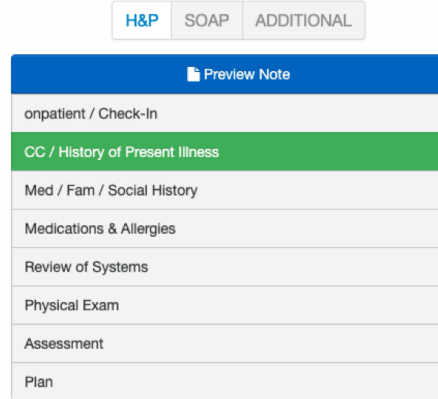 H&P SOAP ADDITIONAL
Preview Note
onpatient / Check-In
CC / History of Present Illness
Med / Fam / Social History
Medications & Allergies
Review of Systems
Physical Exam
Assessment
Plan